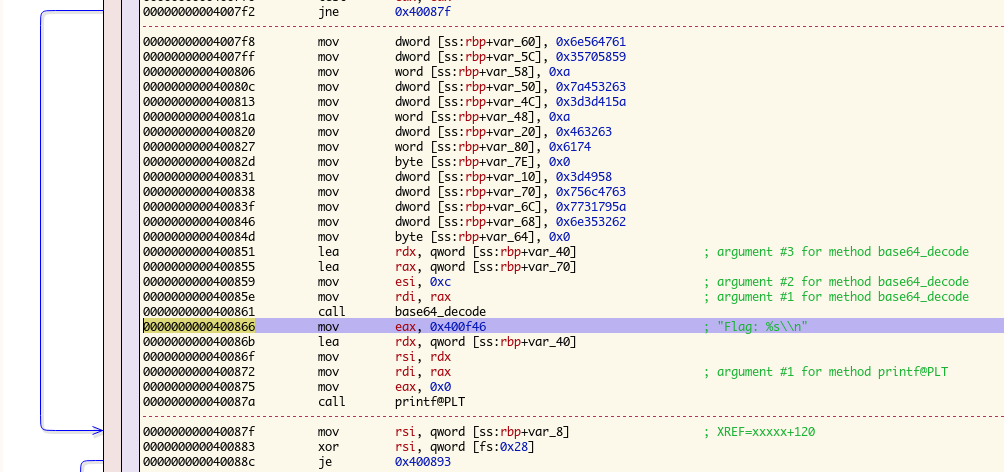 00000000004007f2 jne 0x40087f
00000000004007f8 mov dword [ss:rbp+var_60], 0x6e564761
00000000004007ff mov dword [ss:rbp+var_5C], 0x35705859
0000000000400806 mov word [ss:rbp+var_58], 0xa
000000000040080c mov dword [ss:rbp+var_50], 0x7a453263
0000000000400813 mov dword [ss:rbp+var_4C], 0x3d3d415a
000000000040081a mov word [ss:rbp+var_48], 0xa
0000000000400820 mov dword [ss:rbp+var_20], 0x463263
0000000000400827 mov word [ss:rbp+var_80], 0x6174
000000000040082d mov byte [ss:rbp+var_7E], 0x0
0000000000400831 mov dword [ss:rbp+var_10], 0x3d4958
0000000000400838 mov dword [ss:rbp+var_70], 0x756c4763
000000000040083f mov dword [ss:rbp+var_6C], 0x7731795a
0000000000400846 mov dword [ss:rbp+var_68], 0x6e353262
000000000040084d mov byte [ss:rbp+var_64], 0x0
0000000000400851 lea rdx, qword [ss:rbp+var_40] ; argument #3 for method base64_decode
0000000000400855 lea rax, qword [ss:rbp+var_70]
0000000000400859 mov esi, 0xc ; argument #2 for method base64_decode
000000000040085e mov rdi, rax ; argument #1 for method base64_decode
0000000000400861 call base64_decode
0000000000400866 mov eax, 0x400f46 ; "Flag: %s\\n"
000000000040086b lea rdx, qword [ss:rbp+var_40]
000000000040086f mov rsi, rdx
0000000000400872 mov rdi, rax ; argument #1 for method printf@PLT
0000000000400875 mov eax, 0x0
000000000040087a call printf@PLT
000000000040087f mov rsi, qword [ss:rbp+var_8] ; XREF=xxxxx+120
0000000000400883 xor rsi, qword [fs:0x28]
000000000040088c je 0x400893